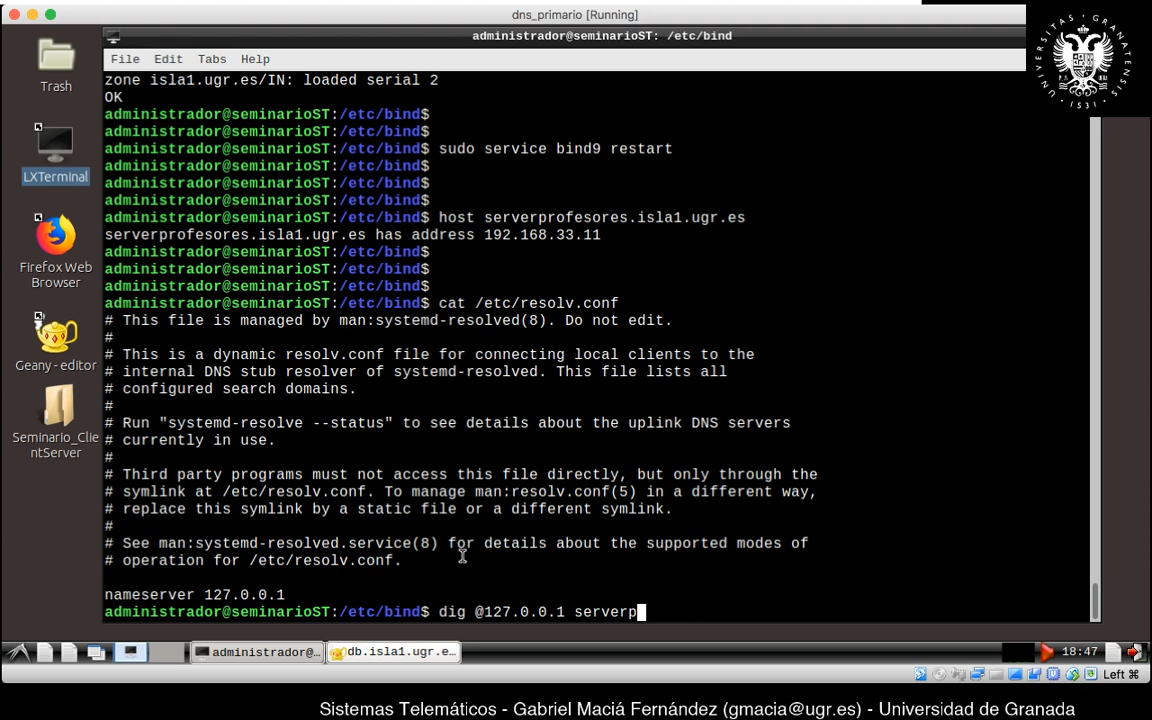 dns_primario [Running]
administrador@seminarioST: /etc/bind
File Edit Tabs Help
UNIVERSITAS GRANATENSIS
1531
Trash
LXTerminal
Firefox Web
Browser
Geany - editor
Seminario_Clie
ntServer
zone isla1.ugr.es/IN: loaded serial 2
OK
administrador@seminarioST:/etc/bind$
administrador@seminarioST:/etc/bind$
administrador@seminarioST:/etc/bind$ sudo service bind9 restart
administrador@seminarioST:/etc/bind$
administrador@seminarioST:/etc/bind$
administrador@seminarioST:/etc/bind$
administrador@seminarioST:/etc/bind$ host serverprofesores.isla1.ugr.es
serverprofesores.isla1.ugr.es has address 192.168.33.11
administrador@seminarioST:/etc/bind$
administrador@seminarioST:/etc/bind$
administrador@seminarioST:/etc/bind$
administrador@seminarioST:/etc/bind$ cat /etc/resolv.conf
# This file is managed by man:systemd-resolved(8). Do not edit.
#
# This is a dynamic resolv.conf file for connecting local clients to the
# internal DNS stub resolver of systemd-resolved. This file lists all
# configured search domains.
#
# Run "systemd-resolve --status" to see details about the uplink DNS servers
# currently in use.
#
# Third party programs must not access this file directly, but only through the
# symlink at /etc/resolv.conf. To manage man:resolv.conf(5) in a different way,
# replace this symlink by a static file or a different symlink.
#
# See man:systemd-resolved.service(8) for details about the supported modes of
# operation for /etc/resolv.conf.
nameserver 127.0.0.1
administrador@seminarioST:/etc/bind$ dig @127.0.0.1 serverp
administrador@... db.isla1.ugr.e... 18:47
Left ⌘
Sistemas Telemáticos - Gabriel Maciá Fernández (gmacia@ugr.es) - Universidad de Granada